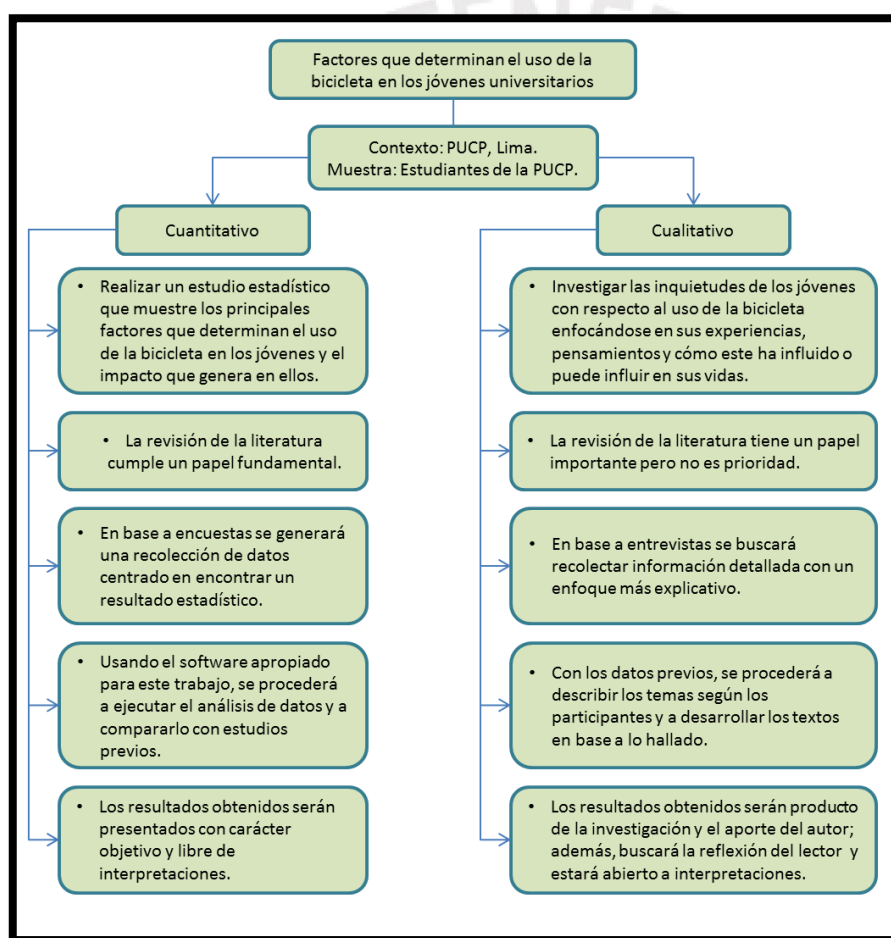 Factores que determinan el uso de la
bicicleta en los jóvenes universitarios
Contexto: PUCP, Lima.
Muestra: Estudiantes de la PUCP.
Cuantitativo
• Realizar un estudio estadístico
que muestre los principales
factores que determinan el uso
de la bicicleta en los jóvenes y el
impacto que genera en ellos.
• La revisión de la literatura
cumple un papel fundamental.
• En base a encuestas se generará
una recolección de datos
centrado en encontrar un
resultado estadístico.
• Usando el software apropiado
para este trabajo, se procederá
a ejecutar el análisis de datos y a
compararlo con estudios
previos.
• Los resultados obtenidos serán
presentados con carácter
objetivo y libre de
interpretaciones.
Cualitativo
• Investigar las inquietudes de los jóvenes
con respecto al uso de la bicicleta
enfocándose en sus experiencias,
pensamientos y cómo este ha influido o
puede influir en sus vidas.
• La revisión de la literatura tiene un papel
importante pero no es prioridad.
• En base a entrevistas se buscará
recolectar información detallada con un
enfoque más explicativo.
• Con los datos previos, se procederá a
describir los temas según los
participantes y a desarrollar los textos
en base a lo hallado.
• Los resultados obtenidos serán producto
de la investigación y el aporte del autor;
además, buscará la reflexión del lector y
estará abierto a interpretaciones.